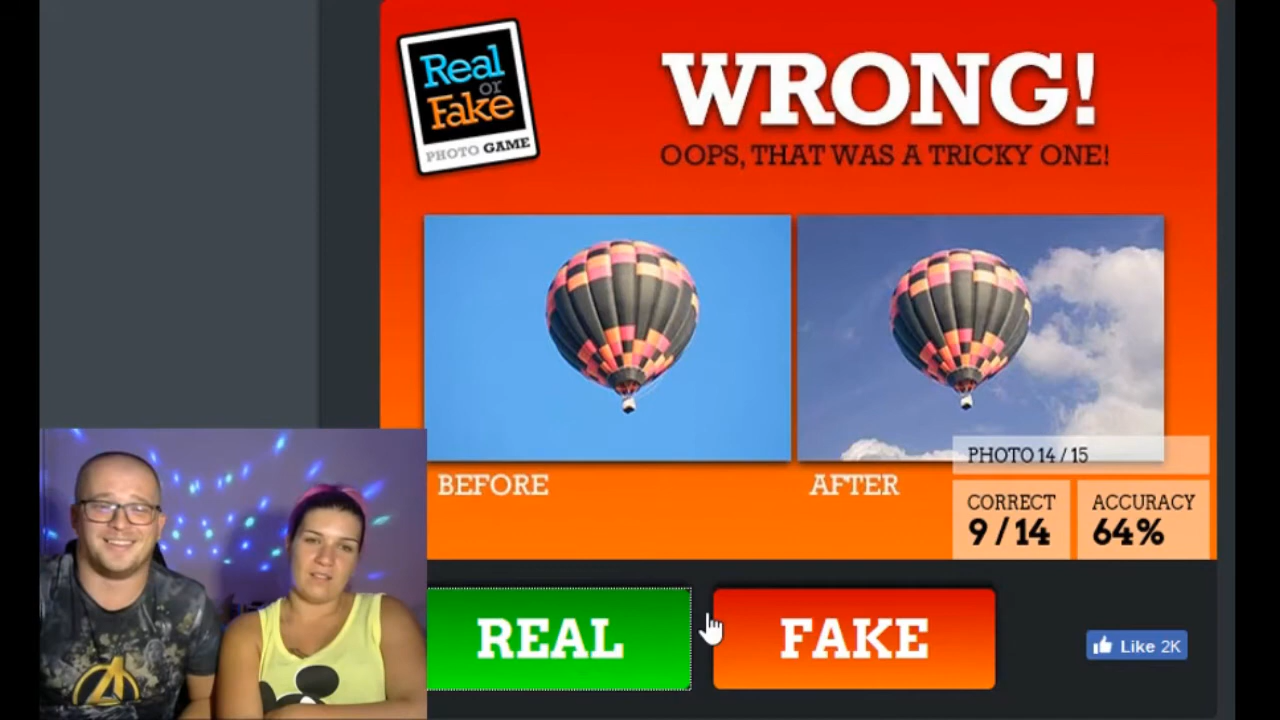 Real
or
Fake
PHOTO GAME
WRONG!
OOPS, THAT WAS A TRICKY ONE!
BEFORE
AFTER
PHOTO 14 / 15
CORRECT
9 / 14
ACCURACY
64%
REAL
FAKE
Like 2K